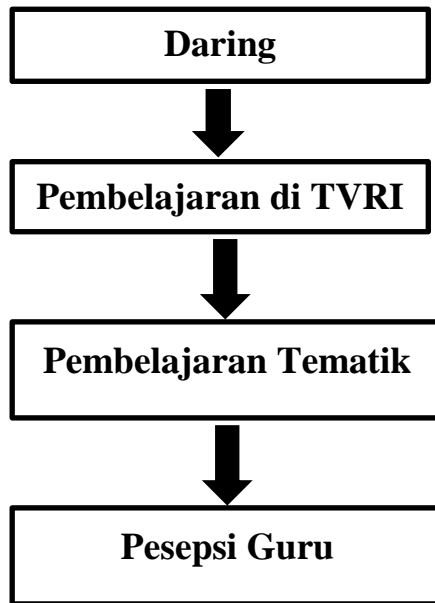 Daring
Pembelajaran di TVRI
Pembelajaran Tematik
Pesepsi Guru